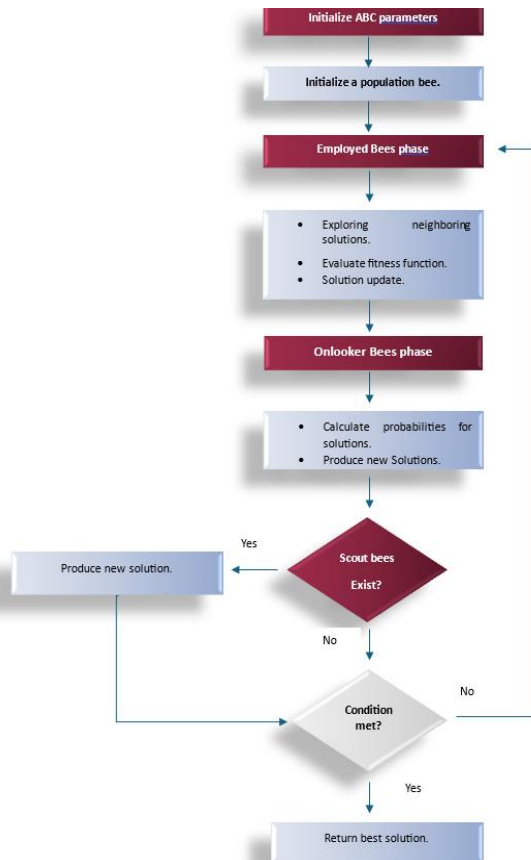 Initialize ABC parameters
Initialize a population bee.
Employed Bees phase
• Exploring neighboring
solutions.
• Evaluate fitness function.
• Solution update.
Onlooker Bees phase
• Calculate probabilities for
solutions.
• Produce new Solutions.
Scout bees
Exist?
Yes
Produce new solution.
No
Condition
met?
No
Yes
Return best solution.